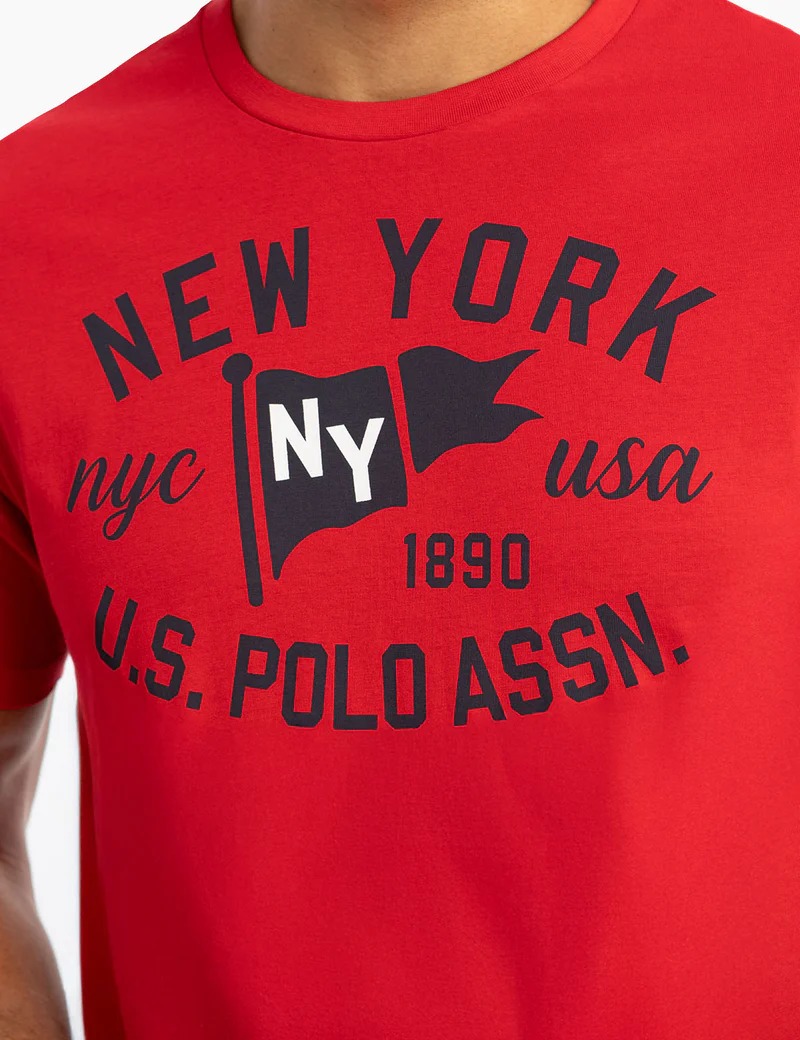 NEW YORK
NY
nyc
usa
1890
U.S. POLO ASSN.